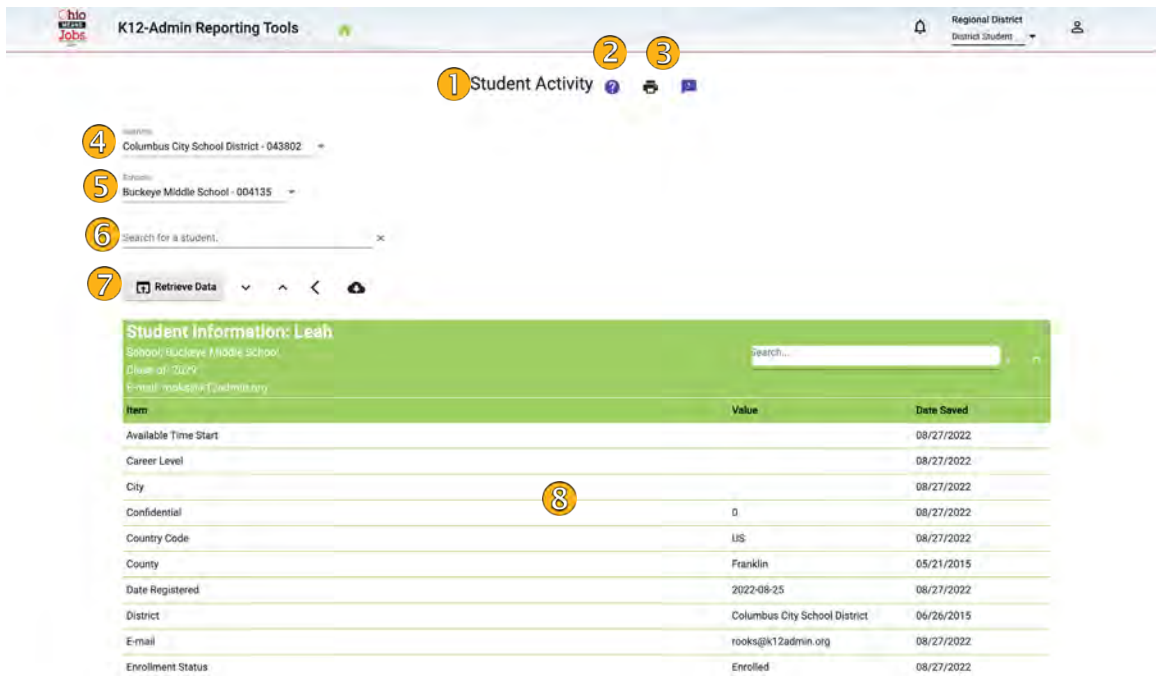 Ohio
MEANS
Jobs
K12-Admin Reporting Tools
Regional District
District Student
2
3
1
Student Activity
4
Columbus City School District - 043802
5
Schools
Buckeye Middle School - 004135
6
Search for a student.
7
Retrieve Data
Student Information: Leah
School: Buckeye Middle School
Class of: 2029
Search...
Item
Value
Date Saved
Available Time Start
08/27/2022
Career Level
08/27/2022
City
08/27/2022
8
Confidential
0
08/27/2022
Country Code
US
08/27/2022
County
Franklin
05/21/2015
Date Registered
2022-08-25
08/27/2022
District
Columbus City School District
06/26/2015
E-mail
rooks@k12admin.org
08/27/2022
Enrollment Status
Enrolled
08/27/2022